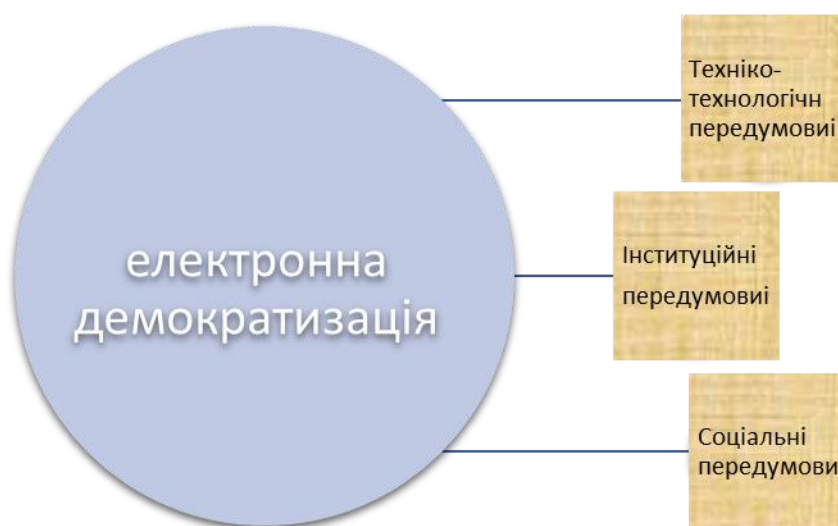 електронна
демократизація
Техніко-
технологічн
передумовиі
Інституційні
передумовиі
Соціальні
передумови